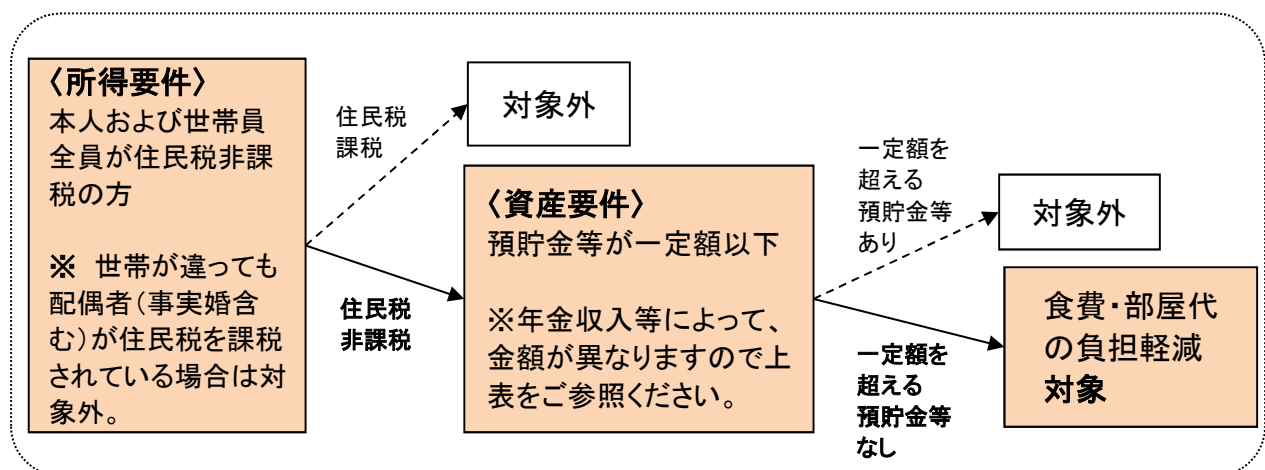 〈所得要件〉
本人および世帯員
全員が住民税非課
税の方
※ 世帯が違っても
配偶者(事実婚含
む)が住民税を課税
されている場合は対
象外。
住民税
課税
対象外
住民税
非課税
〈資産要件〉
預貯金等が一定額以下
※年金収入等によって、
金額が異なりますので上
表をご参照ください。
一定額を
超える
預貯金等
あり
対象外
一定額を
超える
預貯金等
なし
食費・部屋代
の負担軽減
対象